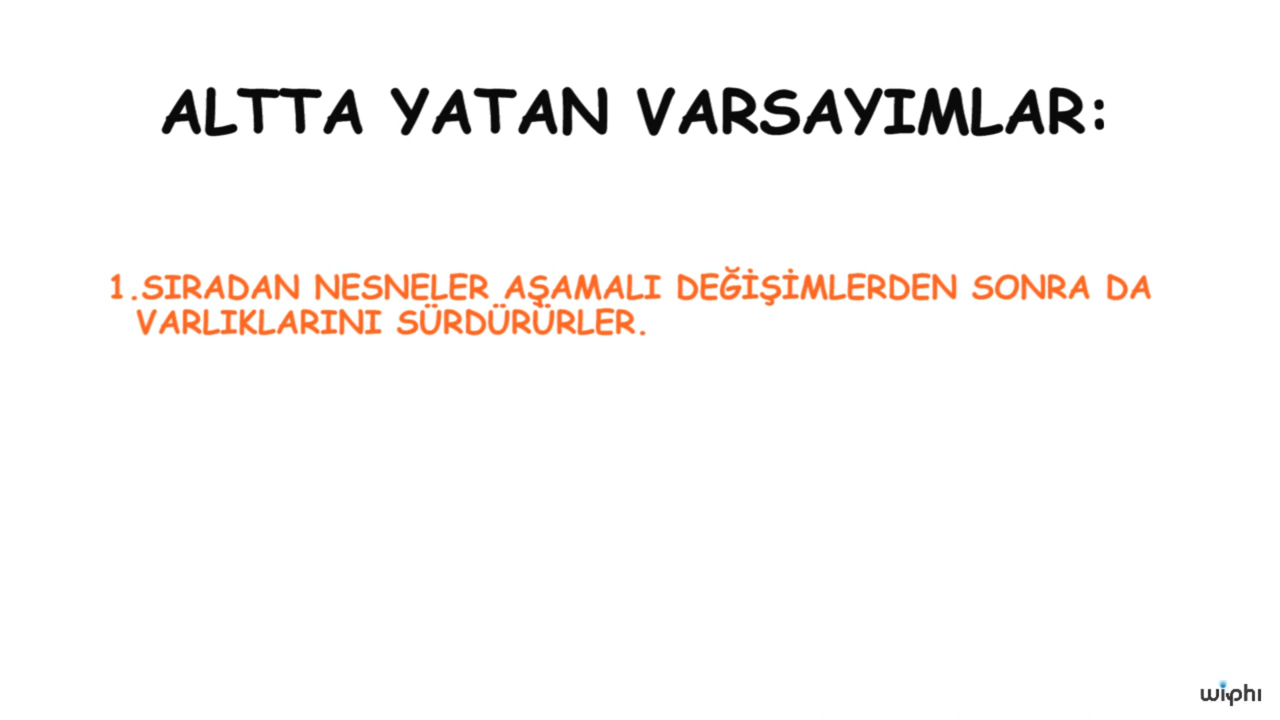 ALTTA YATAN VARSAYIMLAR:
1.SIRADAN NESNELER AŞAMALI DEĞİŞİMLERDEN SONRA DA
VARLIKLARINI SÜRDÜRÜRLER.
wiphi